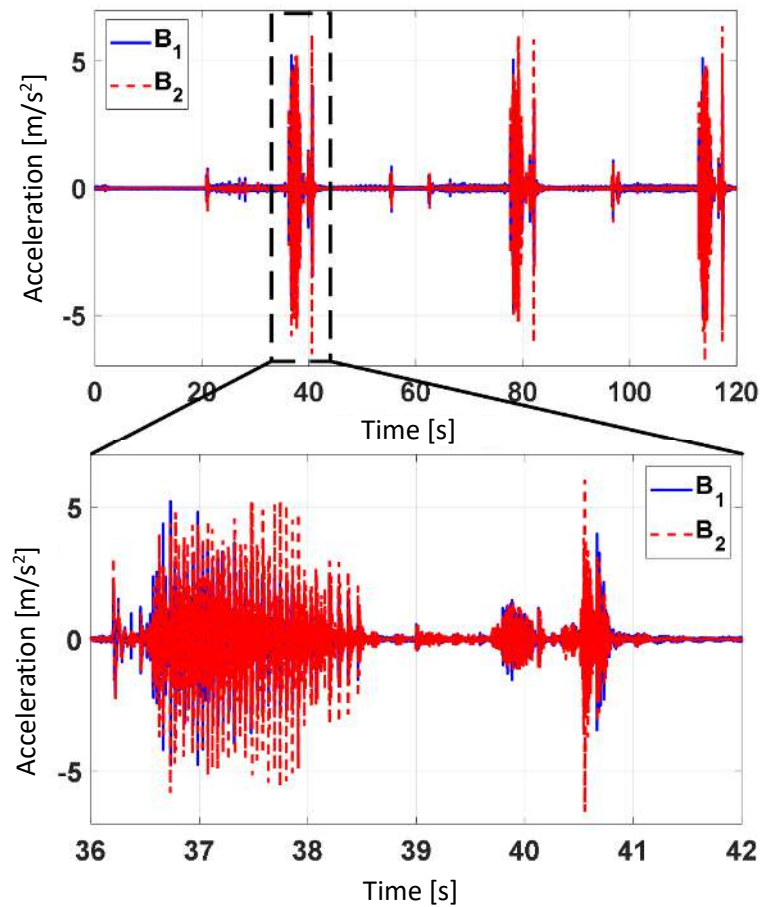 B₁
B₂
5
0
-5
Acceleration [m/s²]
0 20 40 60 80 100 120
Time [s]
B₁
B₂
5
0
-5
Acceleration [m/s²]
36 37 38 39 40 41 42
Time [s]